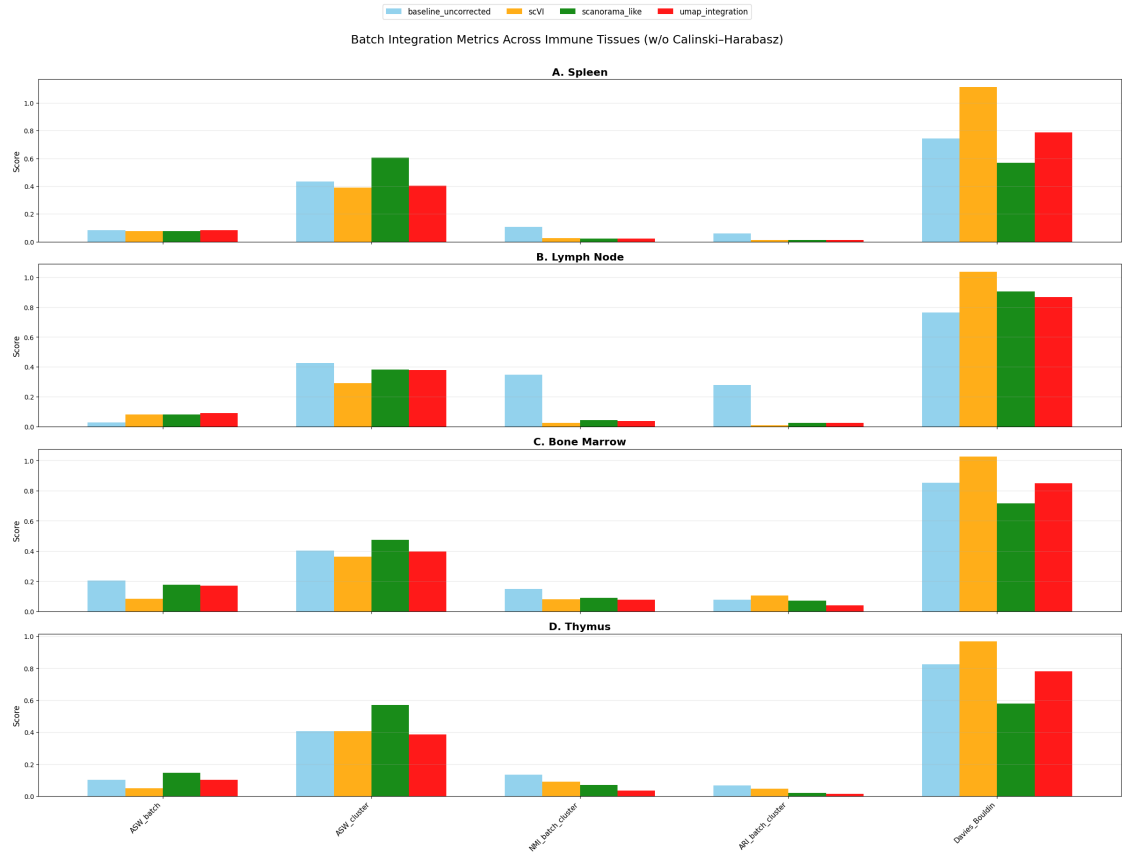 baseline_uncorrected scVI scanorama_like umap_integration
Batch Integration Metrics Across Immune Tissues (w/o Calinski–Harabasz)
A. Spleen
Score
1.0
0.8
0.6
0.4
0.2
0.0
B. Lymph Node
Score
1.0
0.8
0.6
0.4
0.2
0.0
C. Bone Marrow
Score
1.0
0.8
0.6
0.4
0.2
0.0
D. Thymus
Score
1.0
0.8
0.6
0.4
0.2
0.0
ASW_batch
ASW_cluster
NMI_batch_cluster
ARI_batch_cluster
Davies_Bouldin